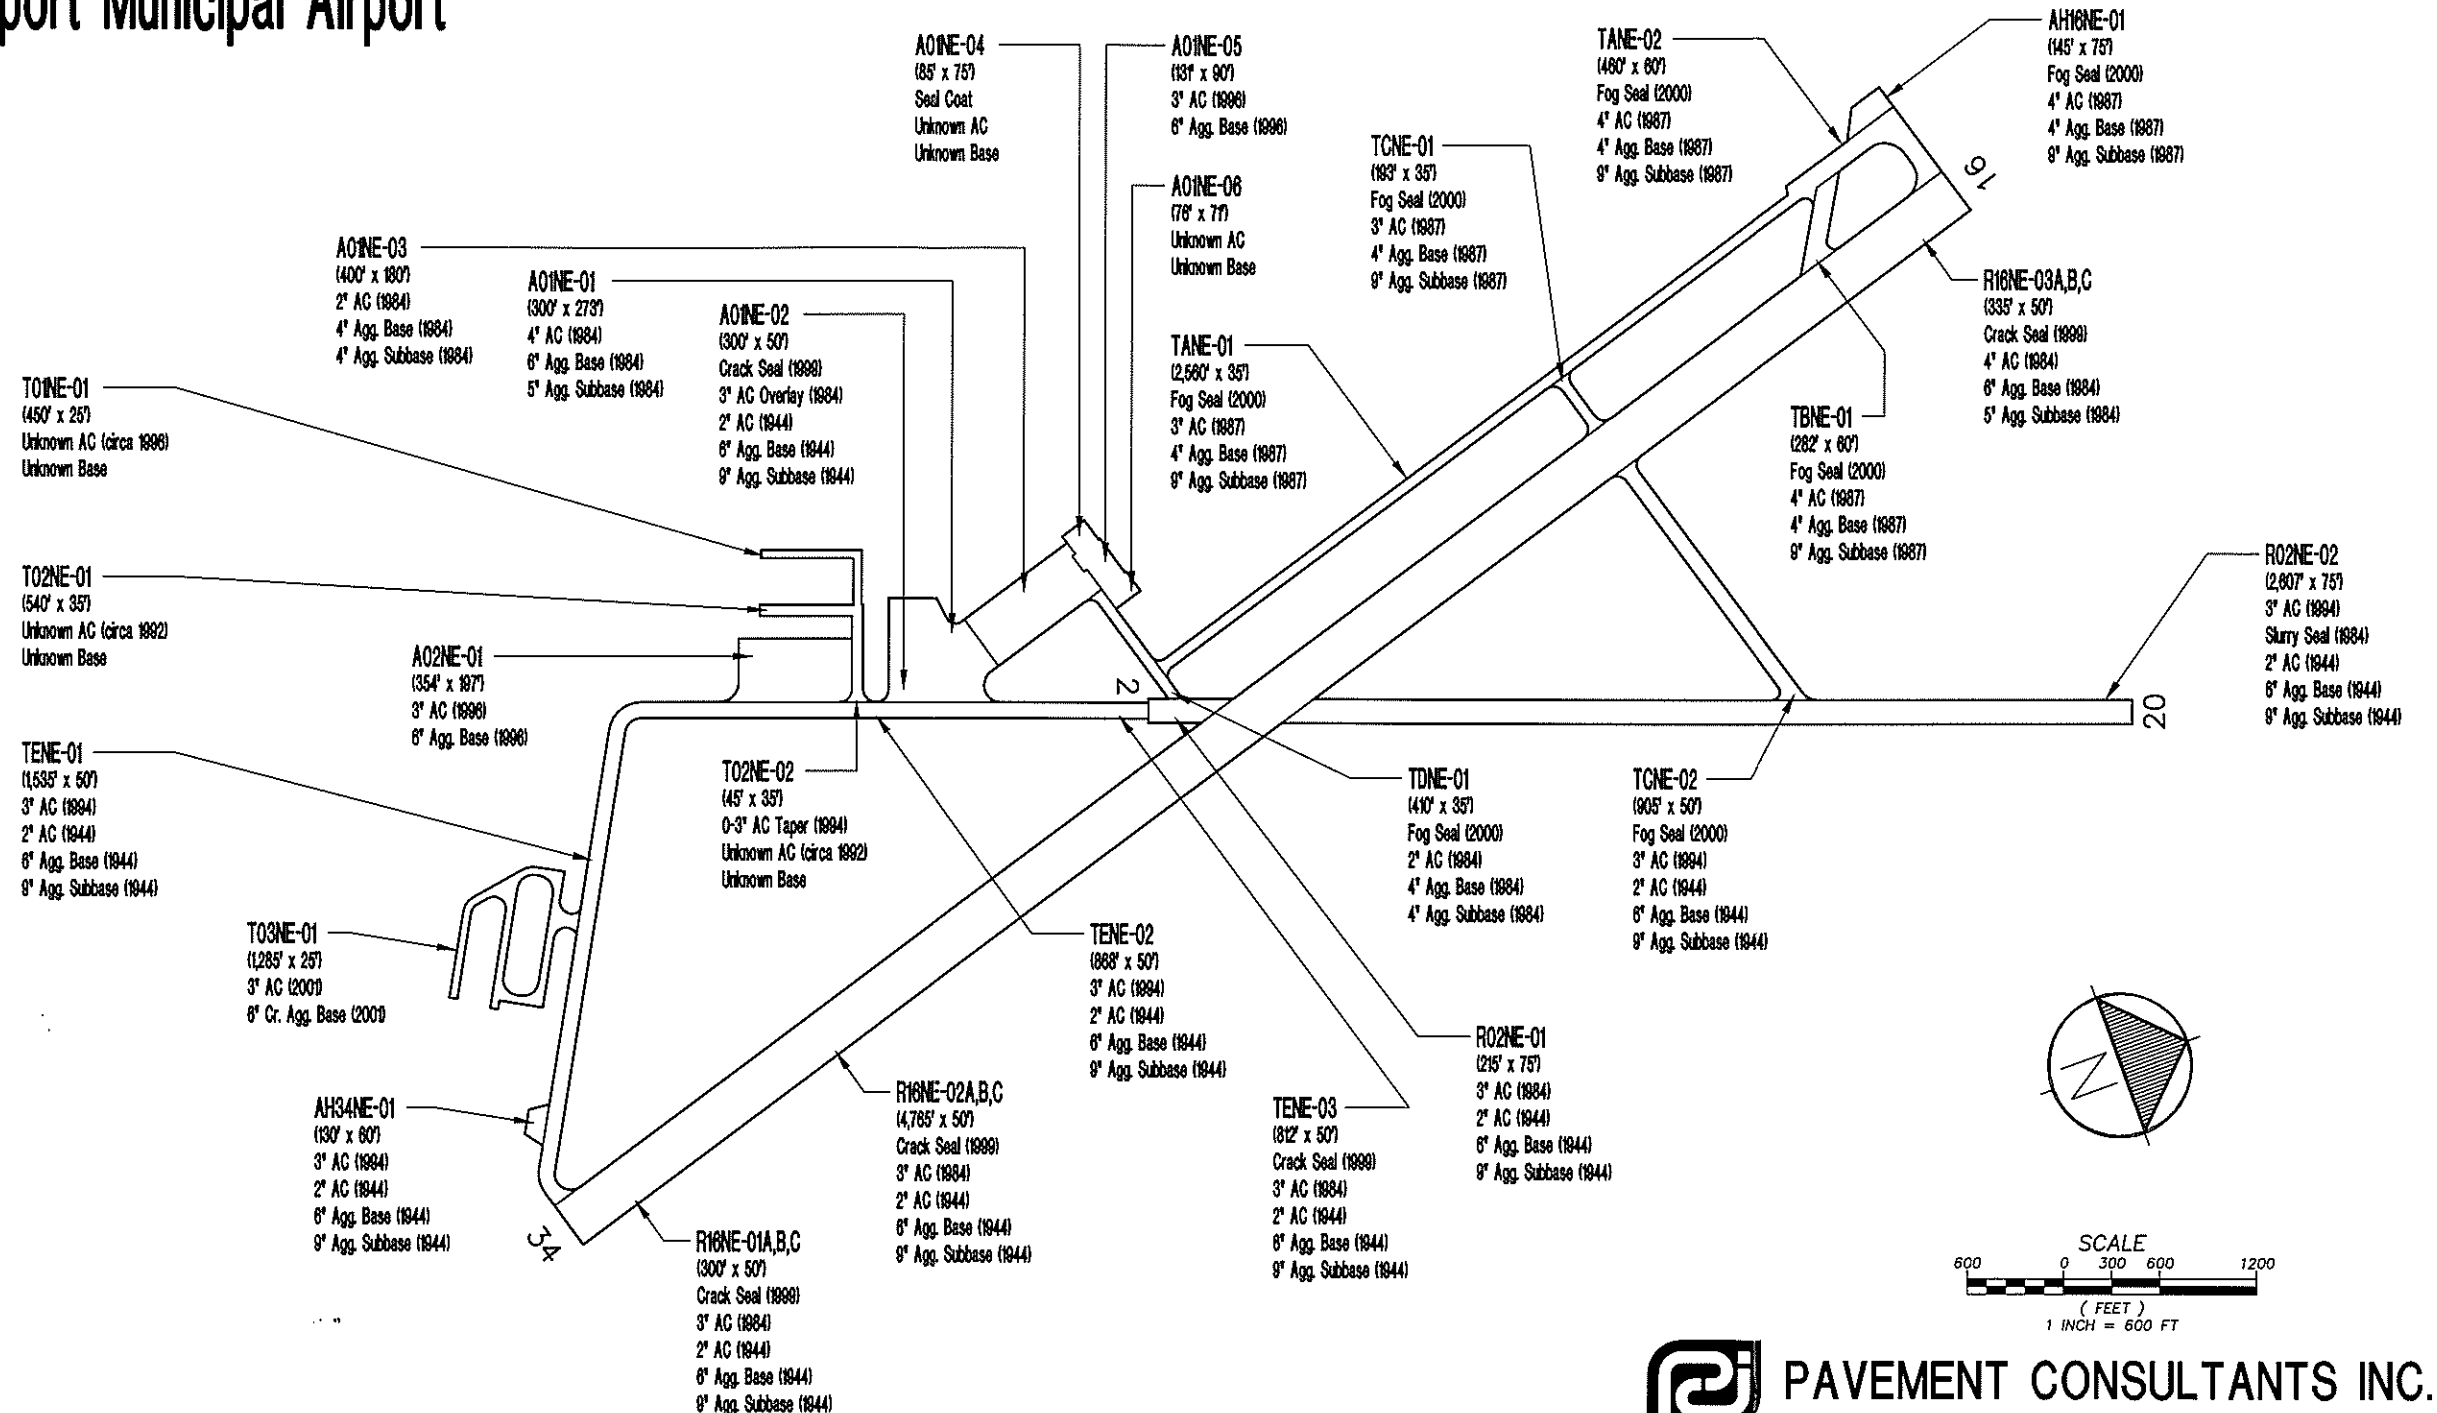 port Municipal Airport
A01NE-04
(85' x 75')
Seal Coat
Unknown AC
Unknown Base
A01NE-05
(131' x 90')
3" AC (1996)
6" Agg. Base (1996)
A01NE-06
(76' x 71')
Unknown AC
Unknown Base
TANE-02
(460' x 60')
Fog Seal (2000)
4" AC (1987)
4" Agg. Base (1987)
9" Agg. Subbase (1987)
AH16NE-01
(145' x 75')
Fog Seal (2000)
4" AC (1987)
4" Agg. Base (1987)
9" Agg. Subbase (1987)
TCNE-01
(193' x 35')
Fog Seal (2000)
3" AC (1987)
4" Agg. Base (1987)
9" Agg. Subbase (1987)
16
A01NE-03
(400' x 180')
2" AC (1984)
4" Agg. Base (1984)
4" Agg. Subbase (1984)
A01NE-01
(300' x 273')
4" AC (1984)
6" Agg. Base (1984)
5" Agg. Subbase (1984)
A01NE-02
(300' x 50')
Crack Seal (1999)
3" AC Overlay (1984)
2" AC (1944)
6" Agg. Base (1944)
9" Agg. Subbase (1944)
TANE-01
(2,560' x 35')
Fog Seal (2000)
3" AC (1987)
4" Agg. Base (1987)
9" Agg. Subbase (1987)
R16NE-03A,B,C
(335' x 50')
Crack Seal (1999)
4" AC (1984)
6" Agg. Base (1984)
5" Agg. Subbase (1984)
TBNE-01
(282' x 60')
Fog Seal (2000)
4" AC (1987)
4" Agg. Base (1987)
9" Agg. Subbase (1987)
T01NE-01
(450' x 25')
Unknown AC (circa 1996)
Unknown Base
T02NE-01
(540' x 35')
Unknown AC (circa 1992)
Unknown Base
R02NE-02
(2,607' x 75')
3" AC (1994)
Slurry Seal (1984)
2" AC (1944)
6" Agg. Base (1944)
9" Agg. Subbase (1944)
A02NE-01
(354' x 197')
3" AC (1996)
6" Agg. Base (1996)
2
20
TENE-01
(1,535' x 50')
3" AC (1994)
2" AC (1944)
6" Agg. Base (1944)
9" Agg. Subbase (1944)
T02NE-02
(45' x 35')
0-3" AC Taper (1994)
Unknown AC (circa 1992)
Unknown Base
TDNE-01
(410' x 35')
Fog Seal (2000)
2" AC (1984)
4" Agg. Base (1984)
4" Agg. Subbase (1984)
TCNE-02
(905' x 50')
Fog Seal (2000)
3" AC (1994)
2" AC (1944)
6" Agg. Base (1944)
9" Agg. Subbase (1944)
T03NE-01
(1,285' x 25')
3" AC (2001)
6" Cr. Agg. Base (2001)
TENE-02
(868' x 50')
3" AC (1994)
2" AC (1944)
6" Agg. Base (1944)
9" Agg. Subbase (1944)
R02NE-01
(215' x 75')
3" AC (1984)
2" AC (1944)
6" Agg. Base (1944)
9" Agg. Subbase (1944)
N
AH34NE-01
(130' x 60')
3" AC (1994)
2" AC (1944)
6" Agg. Base (1944)
9" Agg. Subbase (1944)
R16NE-02A,B,C
(4,765' x 50')
Crack Seal (1999)
3" AC (1984)
2" AC (1944)
6" Agg. Base (1944)
9" Agg. Subbase (1944)
TENE-03
(812' x 50')
Crack Seal (1999)
3" AC (1984)
2" AC (1944)
6" Agg. Base (1944)
9" Agg. Subbase (1944)
34
R16NE-01A,B,C
(300' x 50')
Crack Seal (1999)
3" AC (1984)
2" AC (1944)
6" Agg. Base (1944)
9" Agg. Subbase (1944)
SCALE
600 0 300 600 1200
( FEET )
1 INCH = 600 FT
PAVEMENT CONSULTANTS INC.